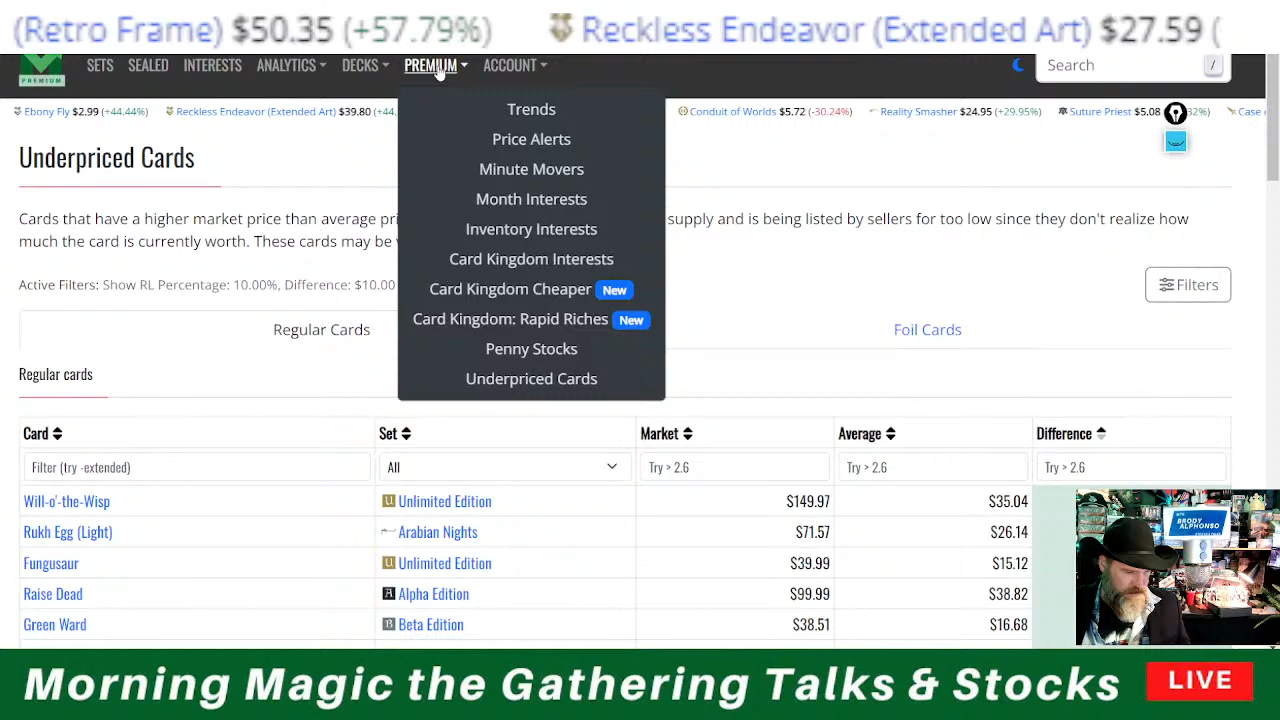 (Retro Frame) $50.35 (+57.79%) Reckless Endeavor (Extended Art) $27.59 (
PREMIUM SETS SEALED INTERESTS ANALYTICS DECKS PREMIUM ACCOUNT Search /
Ebony Fly $2.99 (+44.44%) Reckless Endeavor (Extended Art) $39.80 (+44. Conduit of Worlds $5.72 (-30.24%) Reality Smasher $24.95 (+29.95%) Suture Priest $5.08 32%) Case
Trends
Price Alerts
Minute Movers
Month Interests
Inventory Interests
Card Kingdom Interests
Card Kingdom Cheaper New
Card Kingdom: Rapid Riches New
Penny Stocks
Underpriced Cards
Underpriced Cards
Cards that have a higher market price than average pri supply and is being listed by sellers for too low since they don't realize how
much the card is currently worth. These cards may be
Active Filters: Show RL Percentage: 10.00%, Difference: $10.00 Filters
Regular Cards Foil Cards
Regular cards
Card Set Market Average Difference
Filter (try -extended) All Try > 2.6 Try > 2.6 Try > 2.6
Will-o'-the-Wisp Unlimited Edition $149.97 $35.04
Rukh Egg (Light) Arabian Nights $71.57 $26.14
Fungusaur Unlimited Edition $39.99 $15.12
Raise Dead Alpha Edition $99.99 $38.82
Green Ward Beta Edition $38.51 $16.68
BRODY
ALPHONSO
Morning Magic the Gathering Talks & Stocks LIVE